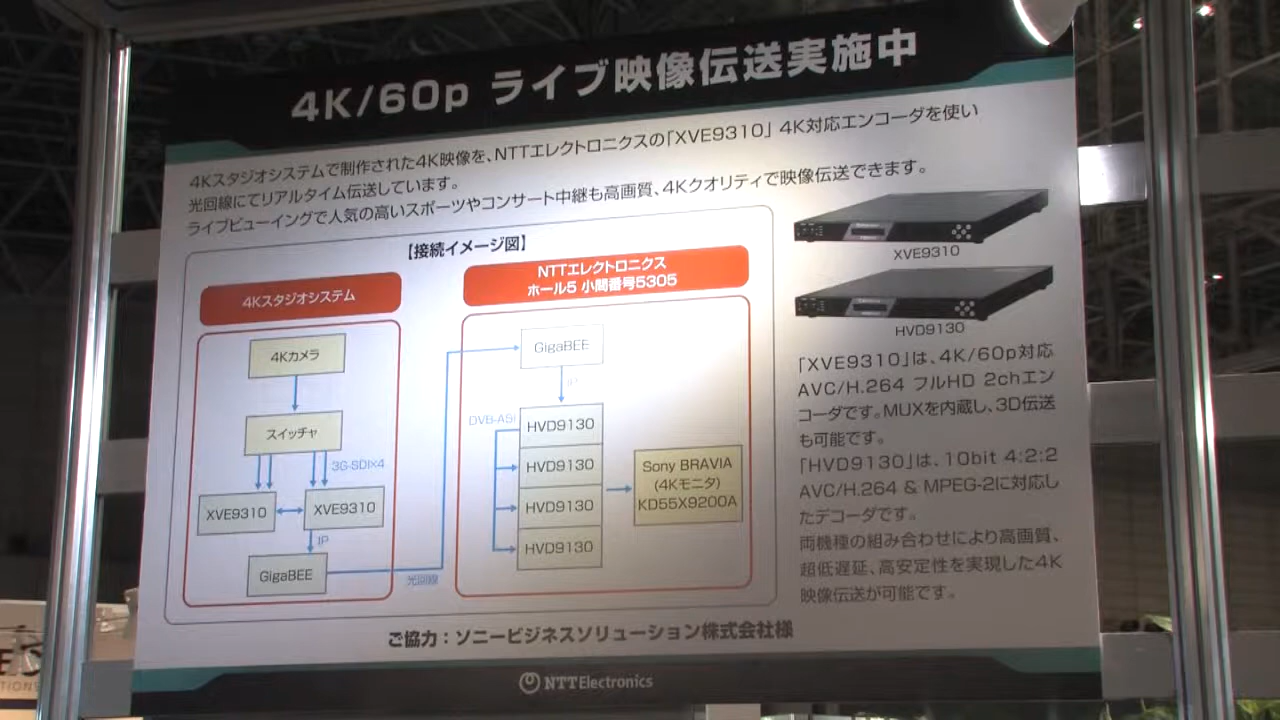 4K/60p ライブ映像伝送実施中
4Kスタジオシステムで制作された4K映像を、NTTエレクトロニクスの「XVE9310」 4K対応エンコーダを使い
光回線にてリアルタイム伝送しています。
ライブビューイングで人気の高いスポーツやコンサート中継も高画質、4Kクオリティで映像伝送できます。
【接続イメージ図】
4Kスタジオシステム
4Kカメラ
スイッチャ
3G-SDI×4
XVE9310
XVE9310
IP
GigaBEE
光回線
NTTエレクトロニクス
ホール5 小間番号5305
GigaBEE
IP
DVB-ASI
HVD9130
HVD9130
HVD9130
HVD9130
Sony BRAVIA
(4Kモニタ)
KD55X9200A
XVE9310
HVD9130
「XVE9310」は、4K/60p対応
AVC/H.264 フルHD 2chエン
コーダです。MUXを内蔵し、3D伝送
も可能です。
「HVD9130」は、10bit 4:2:2
AVC/H.264 & MPEG-2に対応し
たデコーダです。
両機種の組み合わせにより高画質、
超低遅延、高安定性を実現した4K
映像伝送が可能です。
ご協力：ソニービジネスソリューション株式会社様
NTTElectronics